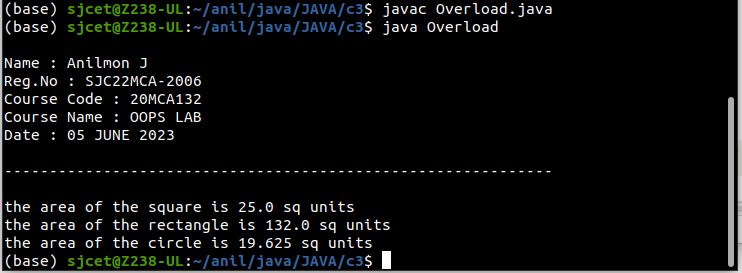 (base) sjcet@Z238-UL:~/anil/java/JAVA/c3$ javac Overload.java
(base) sjcet@Z238-UL:~/anil/java/JAVA/c3$ java Overload
Name : Anilmon J
Reg.No : SJC22MCA-2006
Course Code : 20MCA132
Course Name : OOPS LAB
Date : 05 JUNE 2023
-------------------------------------------------------------
the area of the square is 25.0 sq units
the area of the rectangle is 132.0 sq units
the area of the circle is 19.625 sq units
(base) sjcet@Z238-UL:~/anil/java/JAVA/c3$